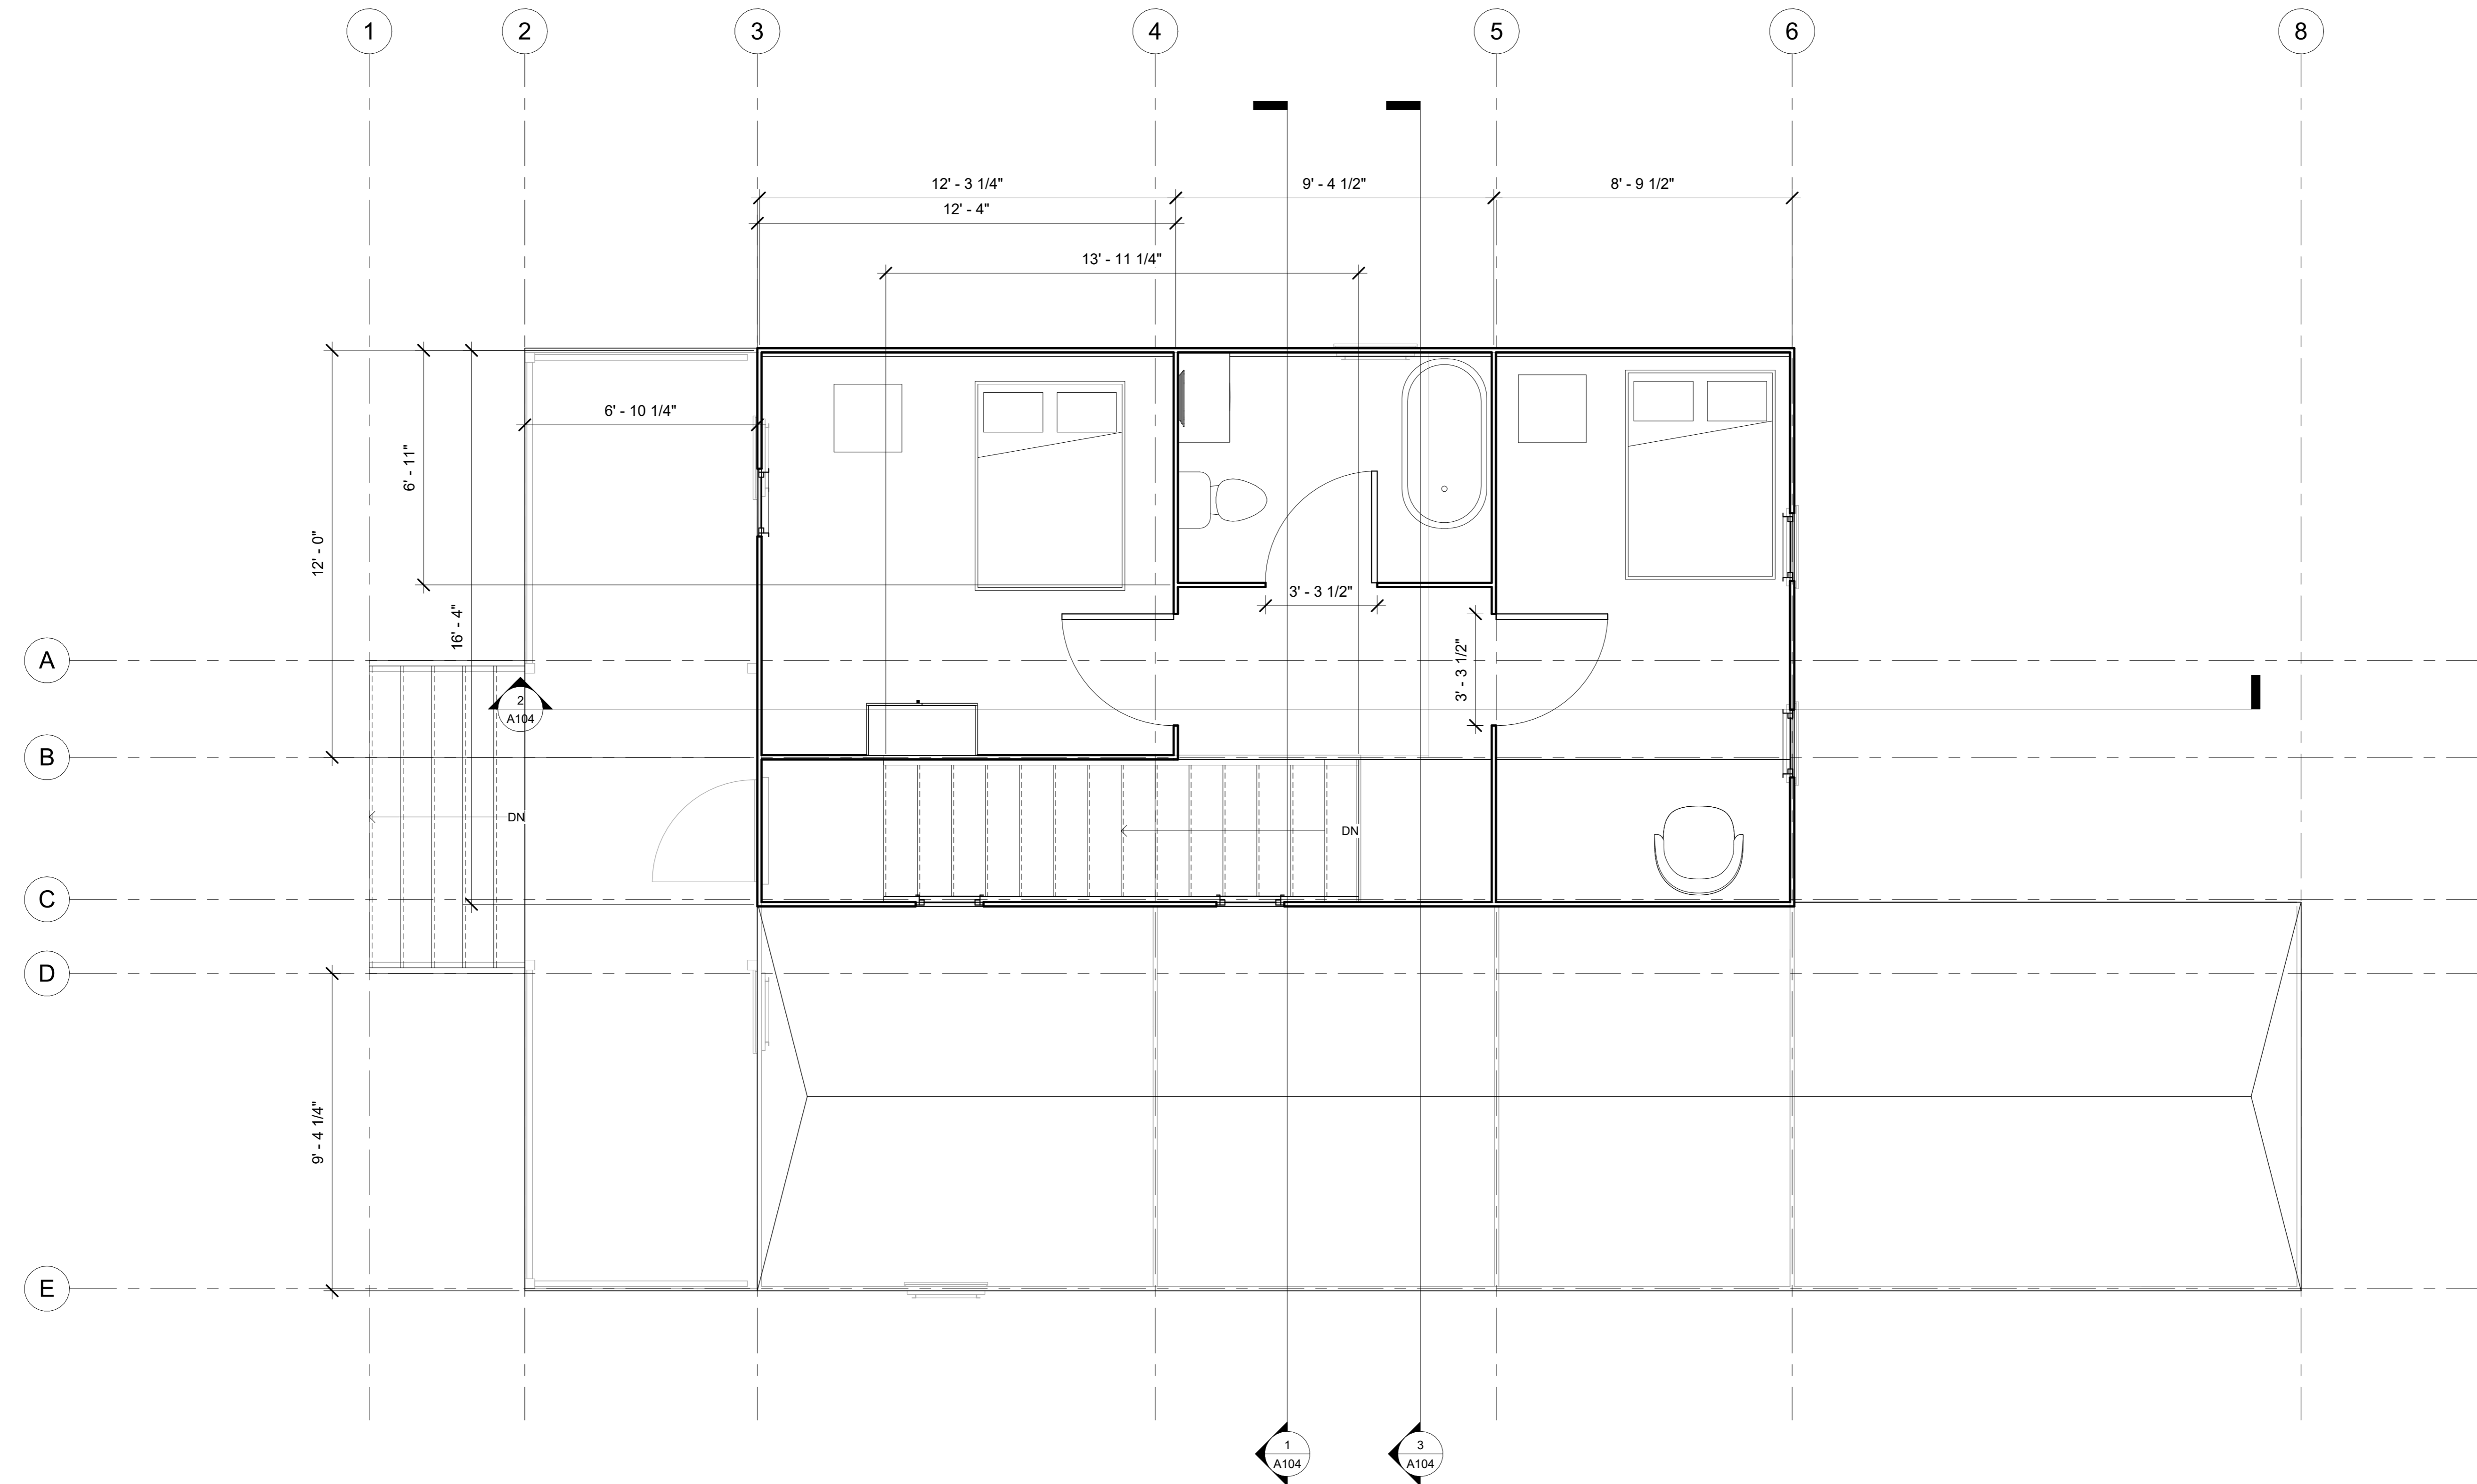 1
2
3
4
5
6
8
12' - 3 1/4"
9' - 4 1/2"
8' - 9 1/2"
12' - 4"
13' - 11 1/4"
6' - 10 1/4"
6' - 11"
12' - 0"
16' - 4"
3' - 3 1/2"
3' - 3 1/2"
A
2
A104
B
DN
DN
C
D
9' - 4 1/4"
E
1
A104
3
A104